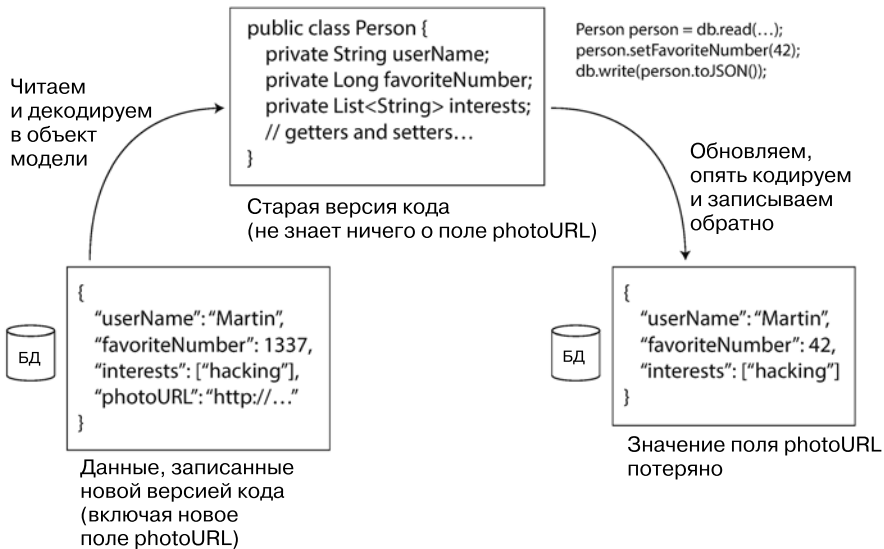 public class Person {
private String userName;
private Long favoriteNumber;
private List<String> interests;
// getters and setters…
}
Person person = db.read(…);
person.setFavoriteNumber(42);
db.write(person.toJSON());
Читаем
и декодируем
в объект
модели
Старая версия кода
(не знает ничего о поле photoURL)
Обновляем,
опять кодируем
и записываем
обратно
БД
{
“userName”: “Martin”,
“favoriteNumber”: 1337,
“interests”: [“hacking”],
“photoURL”: “http://…”
}
Данные, записанные
новой версией кода
(включая новое
поле photoURL)
БД
{
“userName”: “Martin”,
“favoriteNumber”: 42,
“interests”: [“hacking”]
}
Значение поля photoURL
потеряно